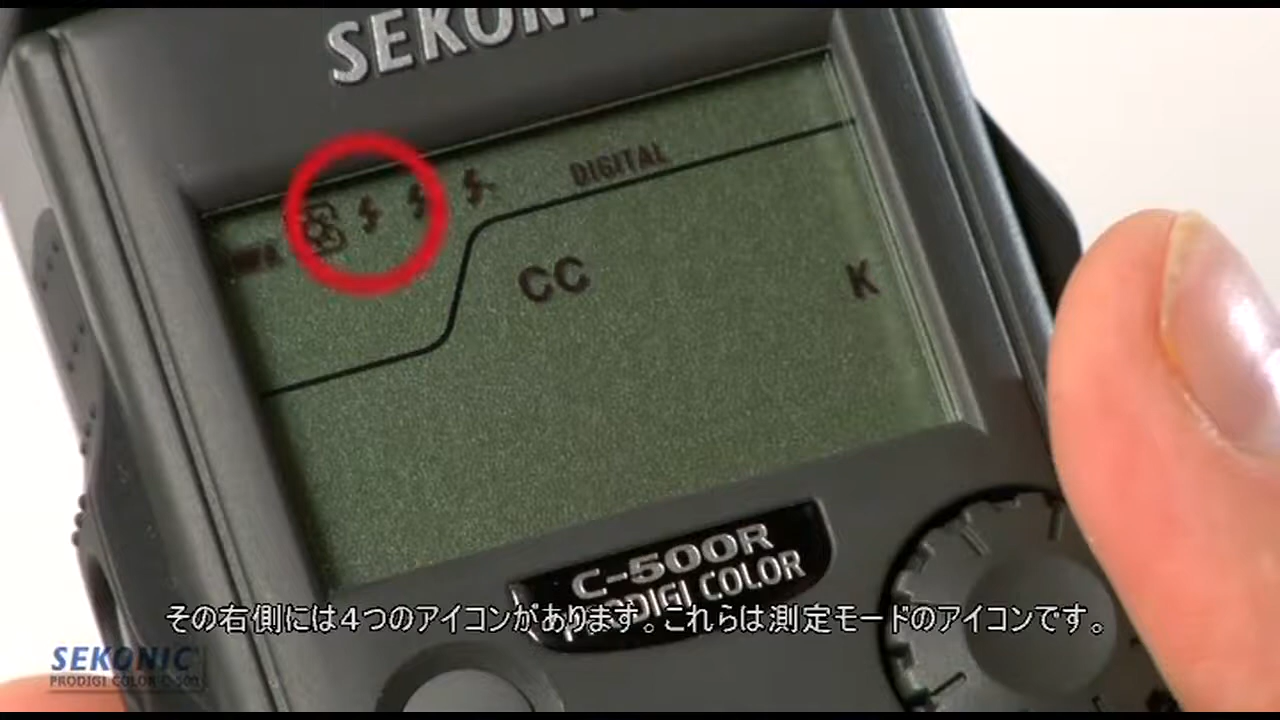 SEKONIC
DIGITAL
CC
K
C-500R
PRODIGI COLOR
その右側には４つのアイコンがあります。これらは測定モードのアイコンです。
SEKONIC
PRODIGI COLOR C-500